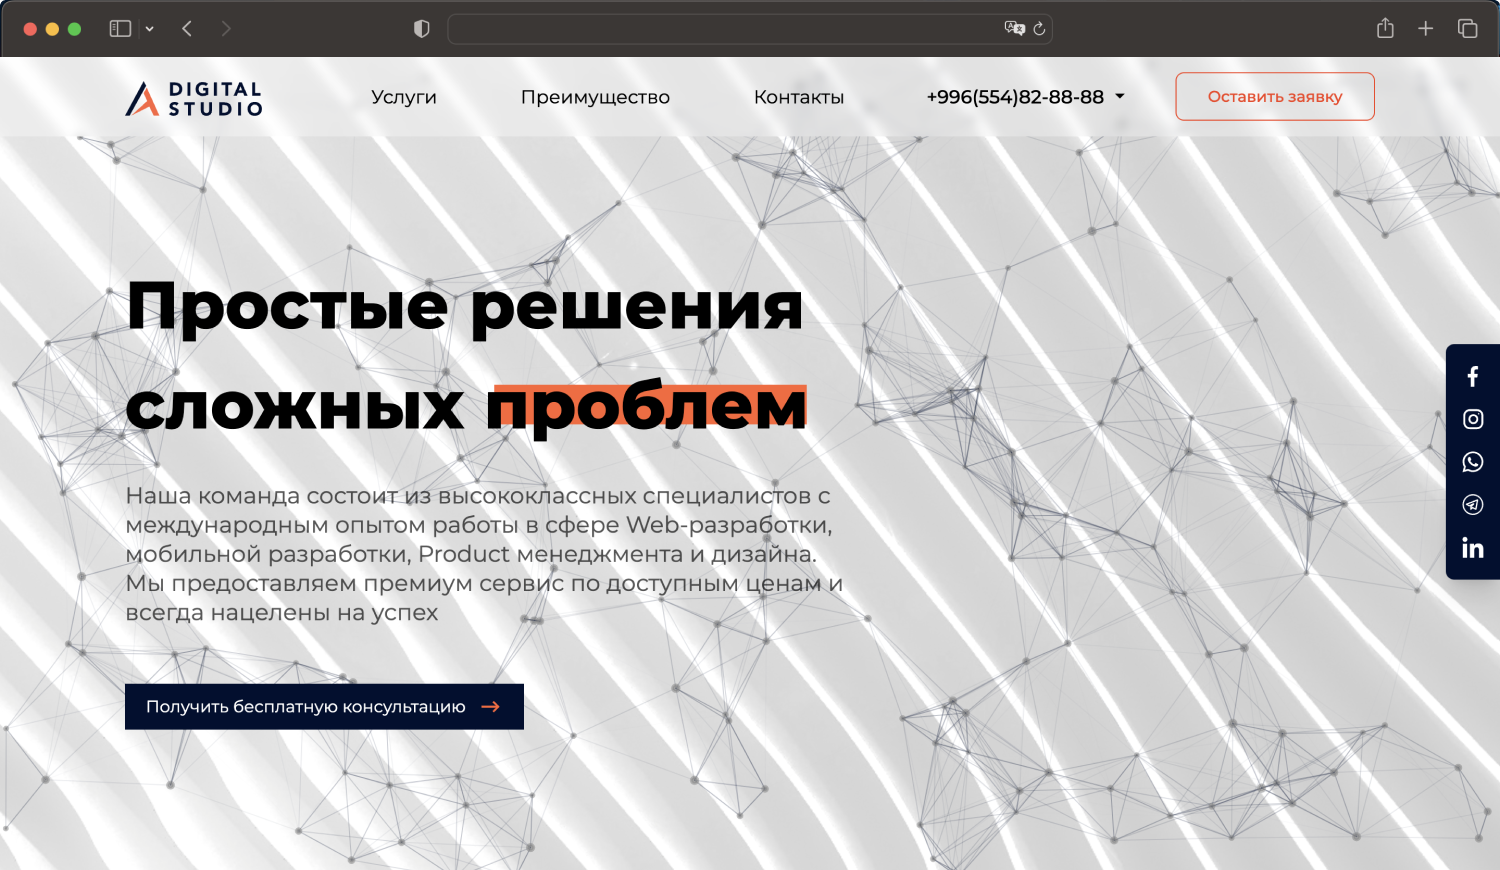 DIGITAL
STUDIO
Услуги
Преимущество
Контакты
+996(554)82-88-88
Оставить заявку
Простые решения
сложных проблем
Наша команда состоит из высококлассных специалистов с
международным опытом работы в сфере Web-разработки,
мобильной разработки, Product менеджмента и дизайна.
Мы предоставляем премиум сервис по доступным ценам и
всегда нацелены на успех
Получить бесплатную консультацию